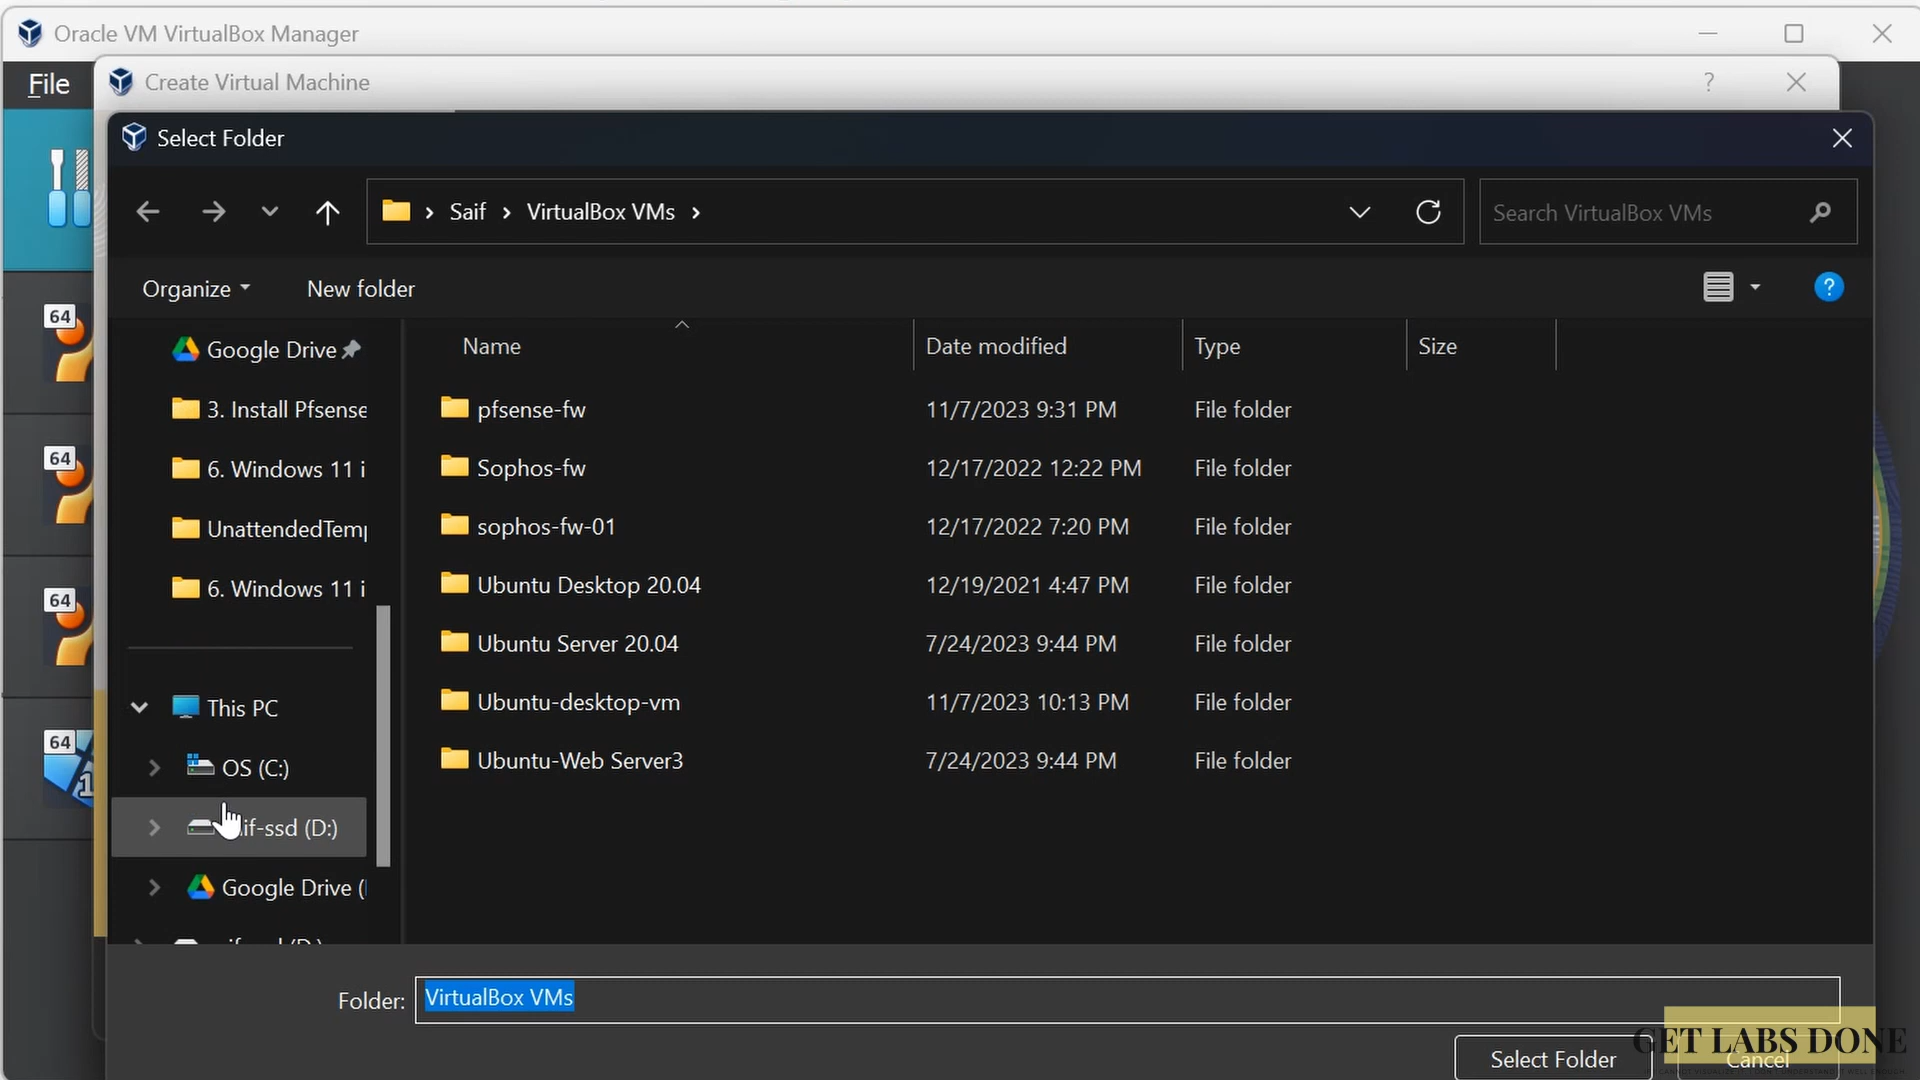 Oracle VM VirtualBox Manager
File
Create Virtual Machine
?
Select Folder
Saif
VirtualBox VMs
Search VirtualBox VMs
Organize
New folder
?
Google Drive
3. Install Pfsense
6. Windows 11 i
UnattendedTemp
6. Windows 11 i
This PC
OS (C:)
if-ssd (D:)
Google Drive (
Name
Date modified
Type
Size
pfsense-fw 11/7/2023 9:31 PM File folder
Sophos-fw 12/17/2022 12:22 PM File folder
sophos-fw-01 12/17/2022 7:20 PM File folder
Ubuntu Desktop 20.04 12/19/2021 4:47 PM File folder
Ubuntu Server 20.04 7/24/2023 9:44 PM File folder
Ubuntu-desktop-vm 11/7/2023 10:13 PM File folder
Ubuntu-Web Server3 7/24/2023 9:44 PM File folder
64
64
64
64
1
Folder: VirtualBox VMs
Select Folder
Cancel
GET LABS DONE